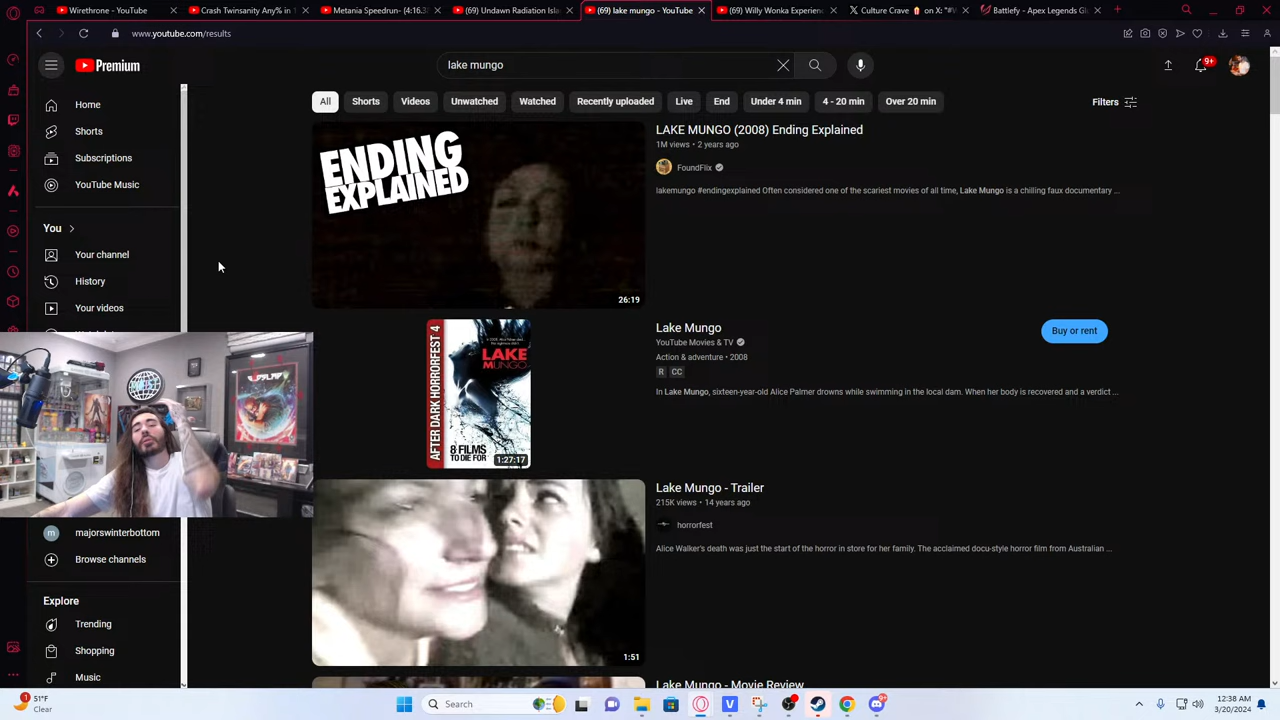 Wirethrone - YouTube
Crash Twinsanity Any% in 1
Metania Speedrun- (4:16.3
(69) Undawn Radiation Isla
(69) lake mungo - YouTube
(69) Willy Wonka Experienc
Culture Crave 🍿 on X: "#W
Battlefy - Apex Legends Gl
www.youtube.com/results
Premium
lake mungo
9+
All
Shorts
Videos
Unwatched
Watched
Recently uploaded
Live
End
Under 4 min
4 - 20 min
Over 20 min
Filters
Home
Shorts
Subscriptions
YouTube Music
You
Your channel
History
Your videos
majorswinterbottom
Browse channels
Explore
Trending
Shopping
Music
ENDING
EXPLAINED
26:19
LAKE MUNGO (2008) Ending Explained
1M views • 2 years ago
FoundFlix
lakemungo #endingexplained Often considered one of the scariest movies of all time, Lake Mungo is a chilling faux documentary ...
AFTER DARK HORRORFEST 4
LAKE
MUNGO
8 FILMS
TO DIE FOR
1:27:17
Lake Mungo
YouTube Movies & TV
Action & adventure • 2008
R CC
In Lake Mungo, sixteen-year-old Alice Palmer drowns while swimming in the local dam. When her body is recovered and a verdict ...
Buy or rent
1:51
Lake Mungo - Trailer
215K views • 14 years ago
horrorfest
Alice Walker's death was just the start of the horror in store for her family. The acclaimed docu-style horror film from Australian ...
Lake Mungo - Movie Review
1
51°F
Clear
Search
9+
12:38 AM
3/20/2024